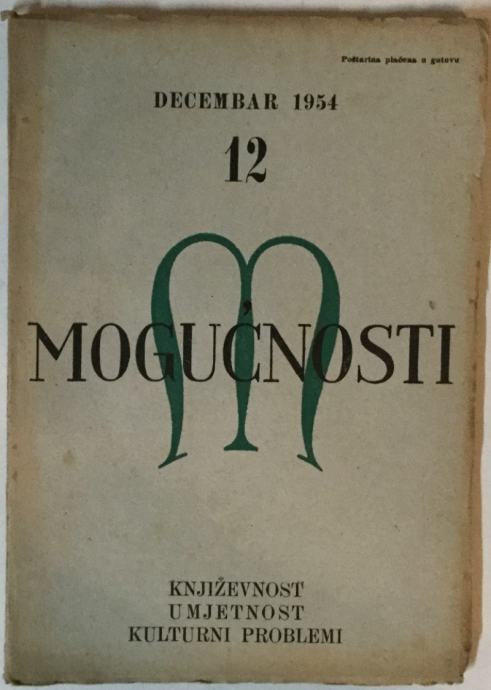 Poštarina plaćena u gotovu
DECEMBAR 1954
12
M
MOGUĆNOSTI
KNJIŽEVNOST
UMJETNOST
KULTURNI PROBLEMI